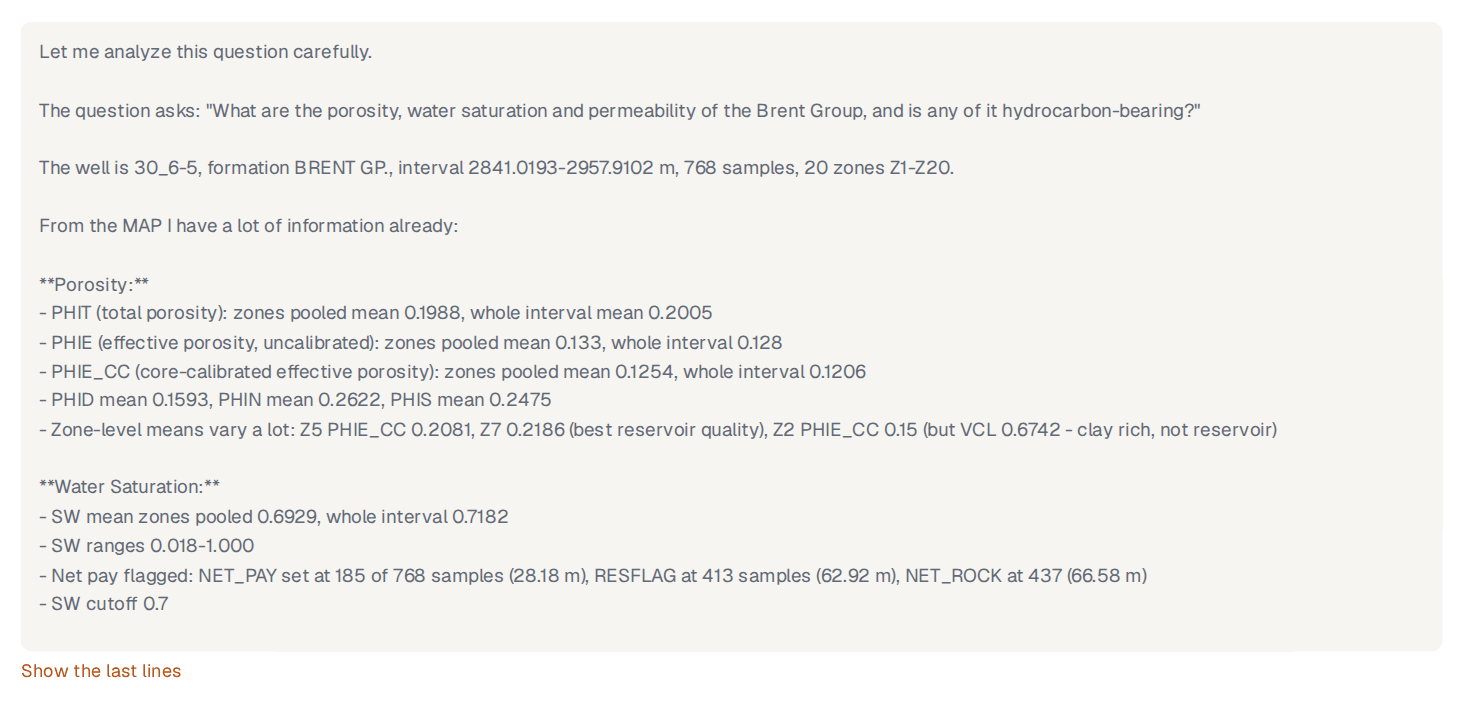 Let me analyze this question carefully.
The question asks: "What are the porosity, water saturation and permeability of the Brent Group, and is any of it hydrocarbon-bearing?"
The well is 30_6-5, formation BRENT GP., interval 2841.0193-2957.9102 m, 768 samples, 20 zones Z1-Z20.
From the MAP I have a lot of information already:
**Porosity:**
- PHIT (total porosity): zones pooled mean 0.1988, whole interval mean 0.2005
- PHIE (effective porosity, uncalibrated): zones pooled mean 0.133, whole interval 0.128
- PHIE_CC (core-calibrated effective porosity): zones pooled mean 0.1254, whole interval 0.1206
- PHID mean 0.1593, PHIN mean 0.2622, PHIS mean 0.2475
- Zone-level means vary a lot: Z5 PHIE_CC 0.2081, Z7 0.2186 (best reservoir quality), Z2 PHIE_CC 0.15 (but VCL 0.6742 - clay rich, not reservoir)
**Water Saturation:**
- SW mean zones pooled 0.6929, whole interval 0.7182
- SW ranges 0.018-1.000
- Net pay flagged: NET_PAY set at 185 of 768 samples (28.18 m), RESFLAG at 413 samples (62.92 m), NET_ROCK at 437 (66.58 m)
- SW cutoff 0.7
Show the last lines